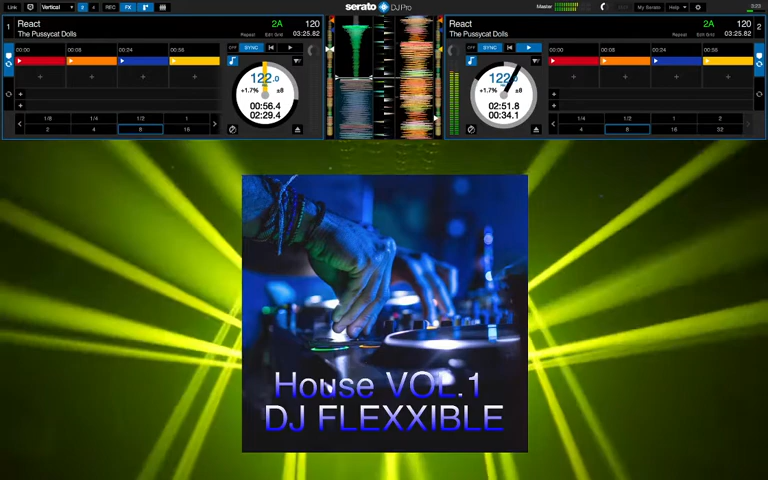 Link Vertical 2 4 REC FX serato DJ Pro Master My Serato Help 3:23
1 React 2A 120
The Pussycat Dolls Repeat Edit Grid 03:25.82
OFF SYNC
00:00 00:08 00:24 00:56
122.0
+1.7% ±8
00:56.4
02:29.4
1/8 1/4 1/2 1
2 4 8 16
React 2A 120 2
The Pussycat Dolls Repeat Edit Grid 03:25.82
OFF SYNC
122.0
+1.7% ±8
02:51.8
00:34.1
00:00 00:08 00:24 00:56
1/8 1/4 1/2 1
4 8 16 32
House VOL.1
DJ FLEXXIBLE